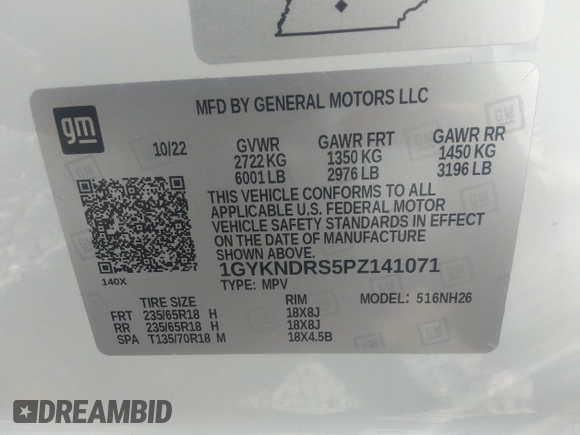 MFD BY GENERAL MOTORS LLC
gm
10/22 GVWR GAWR FRT GAWR RR
2722 KG 1350 KG 1450 KG
6001 LB 2976 LB 3196 LB
THIS VEHICLE CONFORMS TO ALL
APPLICABLE U.S. FEDERAL MOTOR
VEHICLE SAFETY STANDARDS IN EFFECT
ON THE DATE OF MANUFACTURE
SHOWN ABOVE.
1GYKNDRS5PZ141071
140X
TYPE: MPV MODEL: 516NH26
TIRE SIZE RIM
FRT 235/65R18 H 18X8J
RR 235/65R18 H 18X8J
SPA T135/70R18 M 18X4.5B
DREAMBID